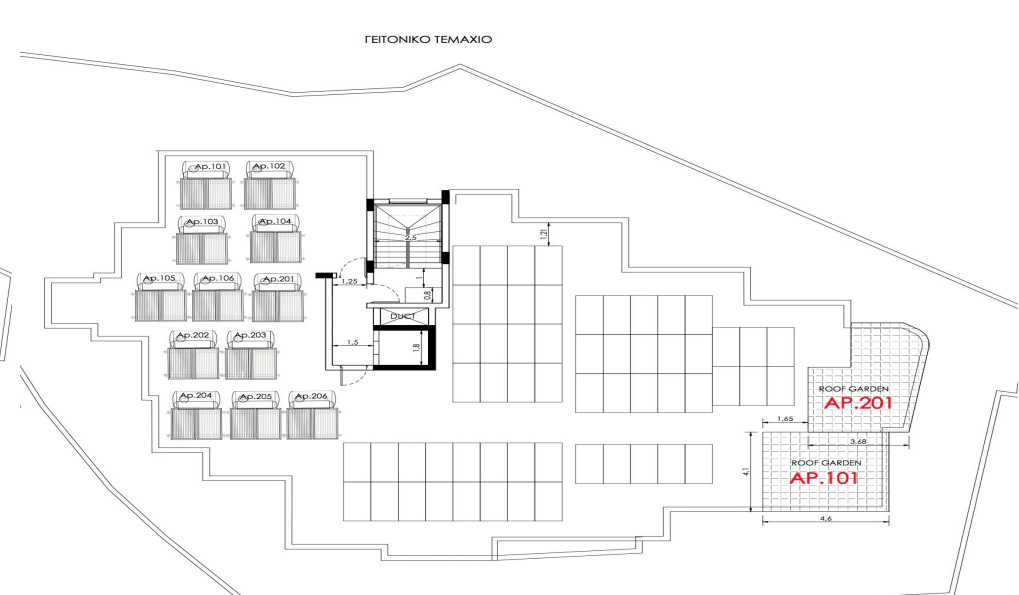 ΓΕΙΤΟΝΙΚΟ ΤΕΜΑΧΙΟ
Ap.101 Ap.102
Ap.103 Ap.104
2,5
1,21
Ap.105 Ap.106 Ap.201
1,25
1
0,8
DUCT
Ap.202 Ap.203
1,5
1,8
ROOF GARDEN
AP.201
Ap.204 Ap.205 Ap.206
1,65
3,68
ROOF GARDEN
AP.101
4,1
4,6